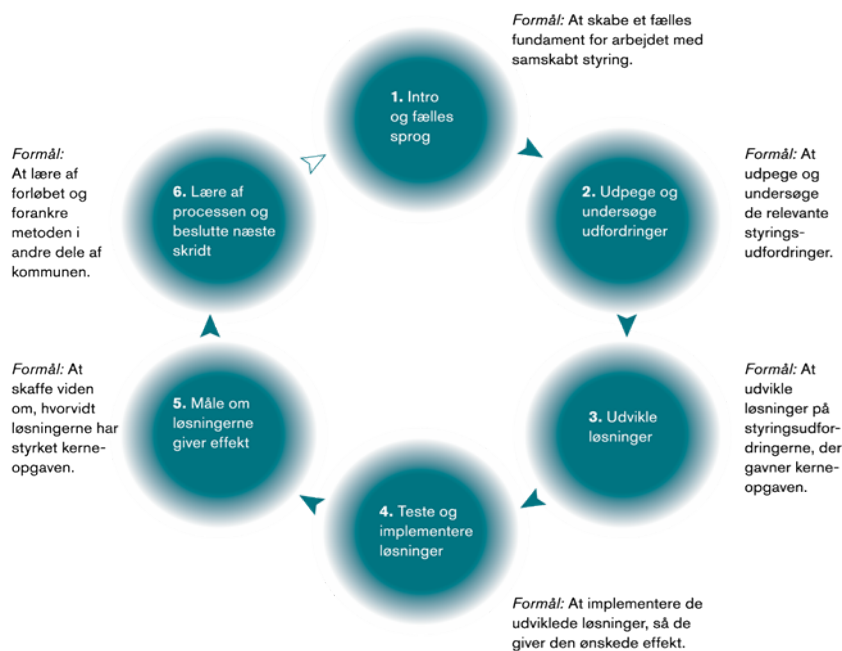 1. Intro
og fælles
sprog
Formål: At skabe et fælles
fundament for arbejdet med
samskabt styring.
2. Udpege og
undersøge
udfordringer
Formål: At
udpege og
undersøge
de relevante
styrings-
udfordringer.
3. Udvikle
løsninger
Formål: At
udvikle
løsninger på
styringsudfor-
dringerne, der
gavner kerne-
opgaven.
4. Teste og
implementere
løsninger
Formål: At implementere de
udviklede løsninger, så de
giver den ønskede effekt.
5. Måle om
løsningerne
giver effekt
Formål: At
skaffe viden
om, hvorvidt
løsningerne har
styrket kerne-
opgaven.
6. Lære af
processen og
beslutte næste
skridt
Formål:
At lære af
forløbet og
forankre
metoden i
andre dele af
kommunen.